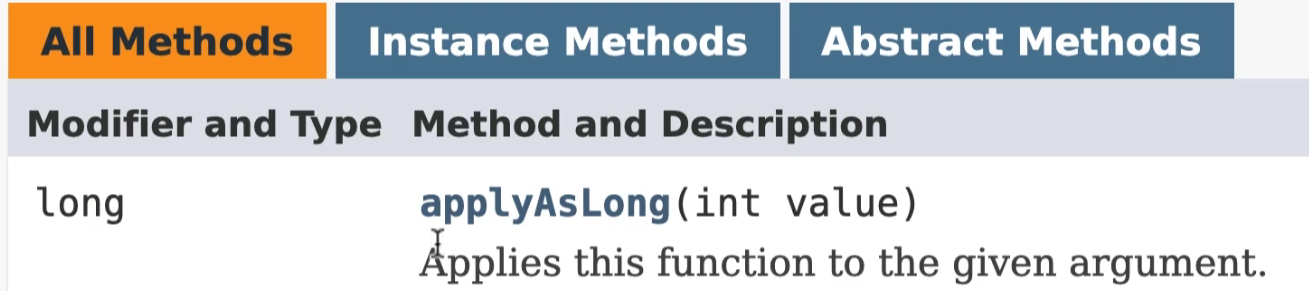 All Methods Instance Methods Abstract Methods
Modifier and Type Method and Description
long applyAsLong(int value)
Applies this function to the given argument.